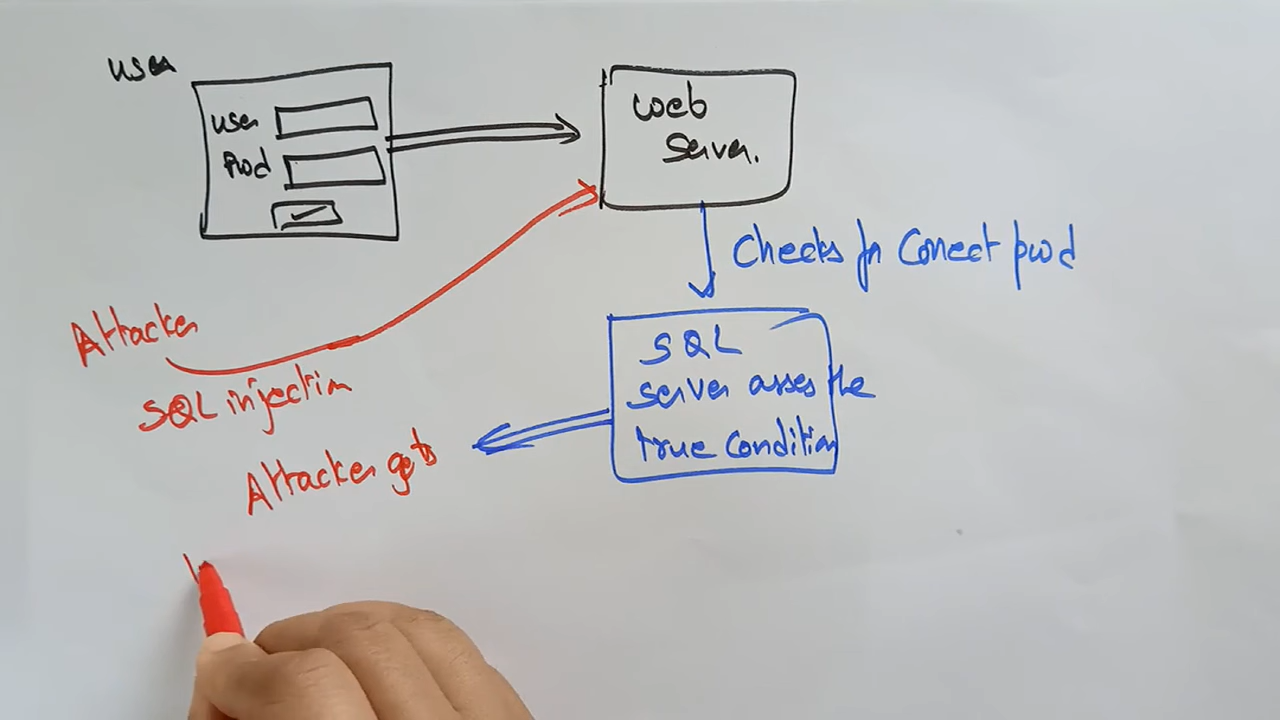 user
user
Pwd
web
Server.
Checks for Correct pwd
Attacker
SQL injection
SQL
server asses the
true Condition
Attacker gets